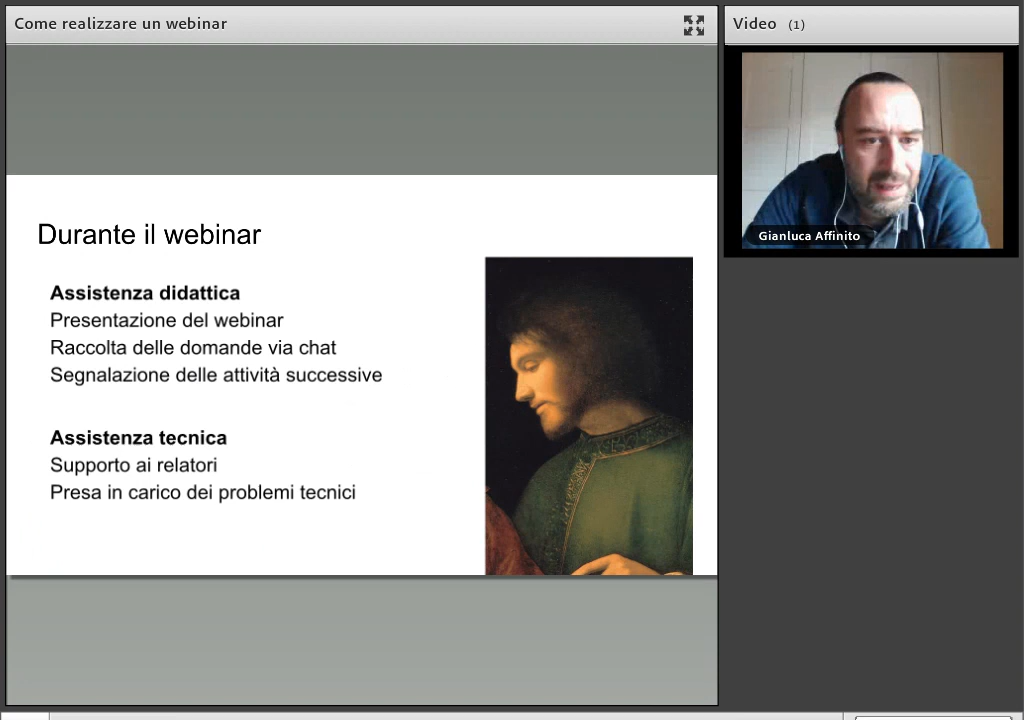 Come realizzare un webinar
Video (1)
Gianluca Affinito
Durante il webinar
Assistenza didattica
Presentazione del webinar
Raccolta delle domande via chat
Segnalazione delle attività successive
Assistenza tecnica
Supporto ai relatori
Presa in carico dei problemi tecnici